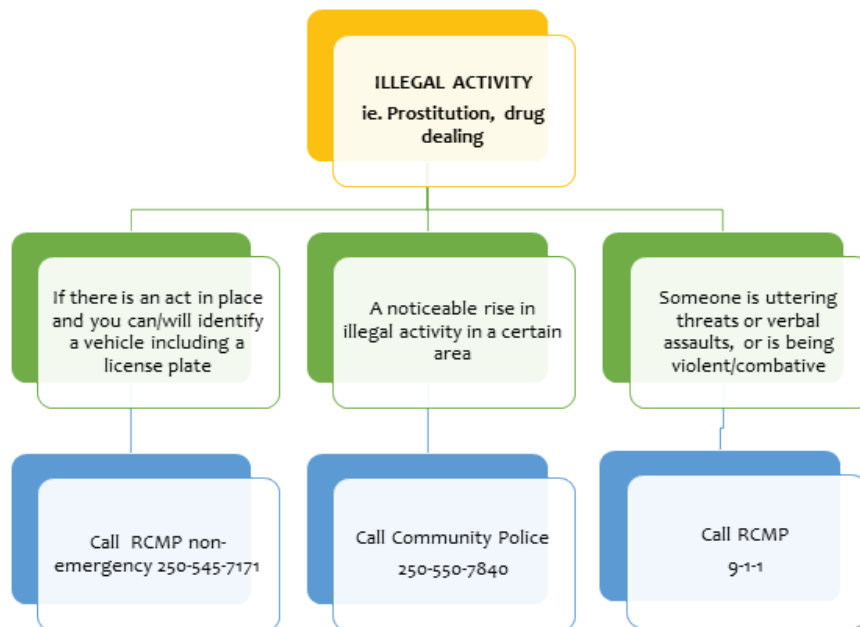 ILLEGAL ACTIVITY
ie. Prostitution, drug
dealing
If there is an act in place
and you can/will identify
a vehicle including a
license plate
A noticeable rise in
illegal activity in a certain
area
Someone is uttering
threats or verbal
assaults, or is being
violent/combative
Call RCMP non-
emergency 250-545-7171
Call Community Police
250-550-7840
Call RCMP
9-1-1